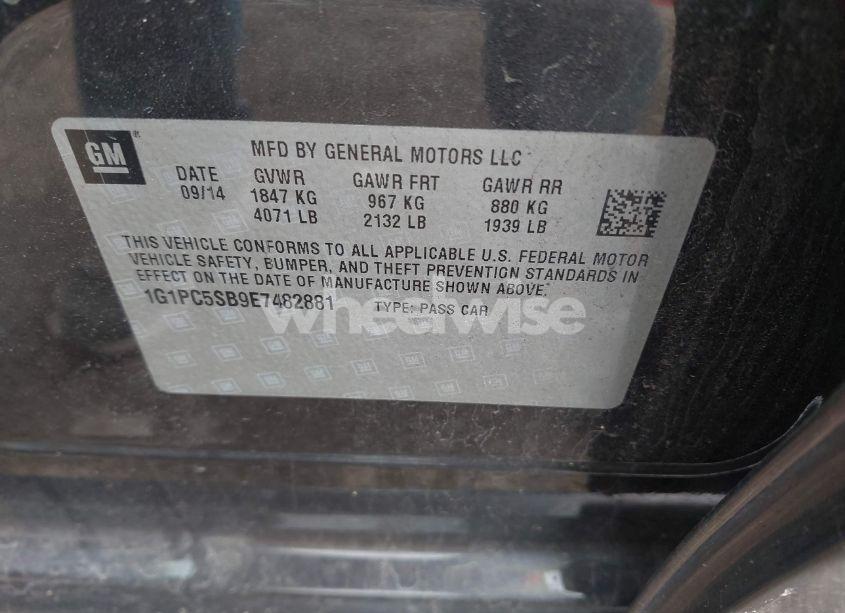 GM
MFD BY GENERAL MOTORS LLC
DATE GVWR GAWR FRT GAWR RR
09/14 1847 KG 967 KG 880 KG
4071 LB 2132 LB 1939 LB
THIS VEHICLE CONFORMS TO ALL APPLICABLE U.S. FEDERAL MOTOR
VEHICLE SAFETY, BUMPER, AND THEFT PREVENTION STANDARDS IN
EFFECT ON THE DATE OF MANUFACTURE SHOWN ABOVE.
1G1PC5SB9E7482881 TYPE: PASS CAR
wheelwise